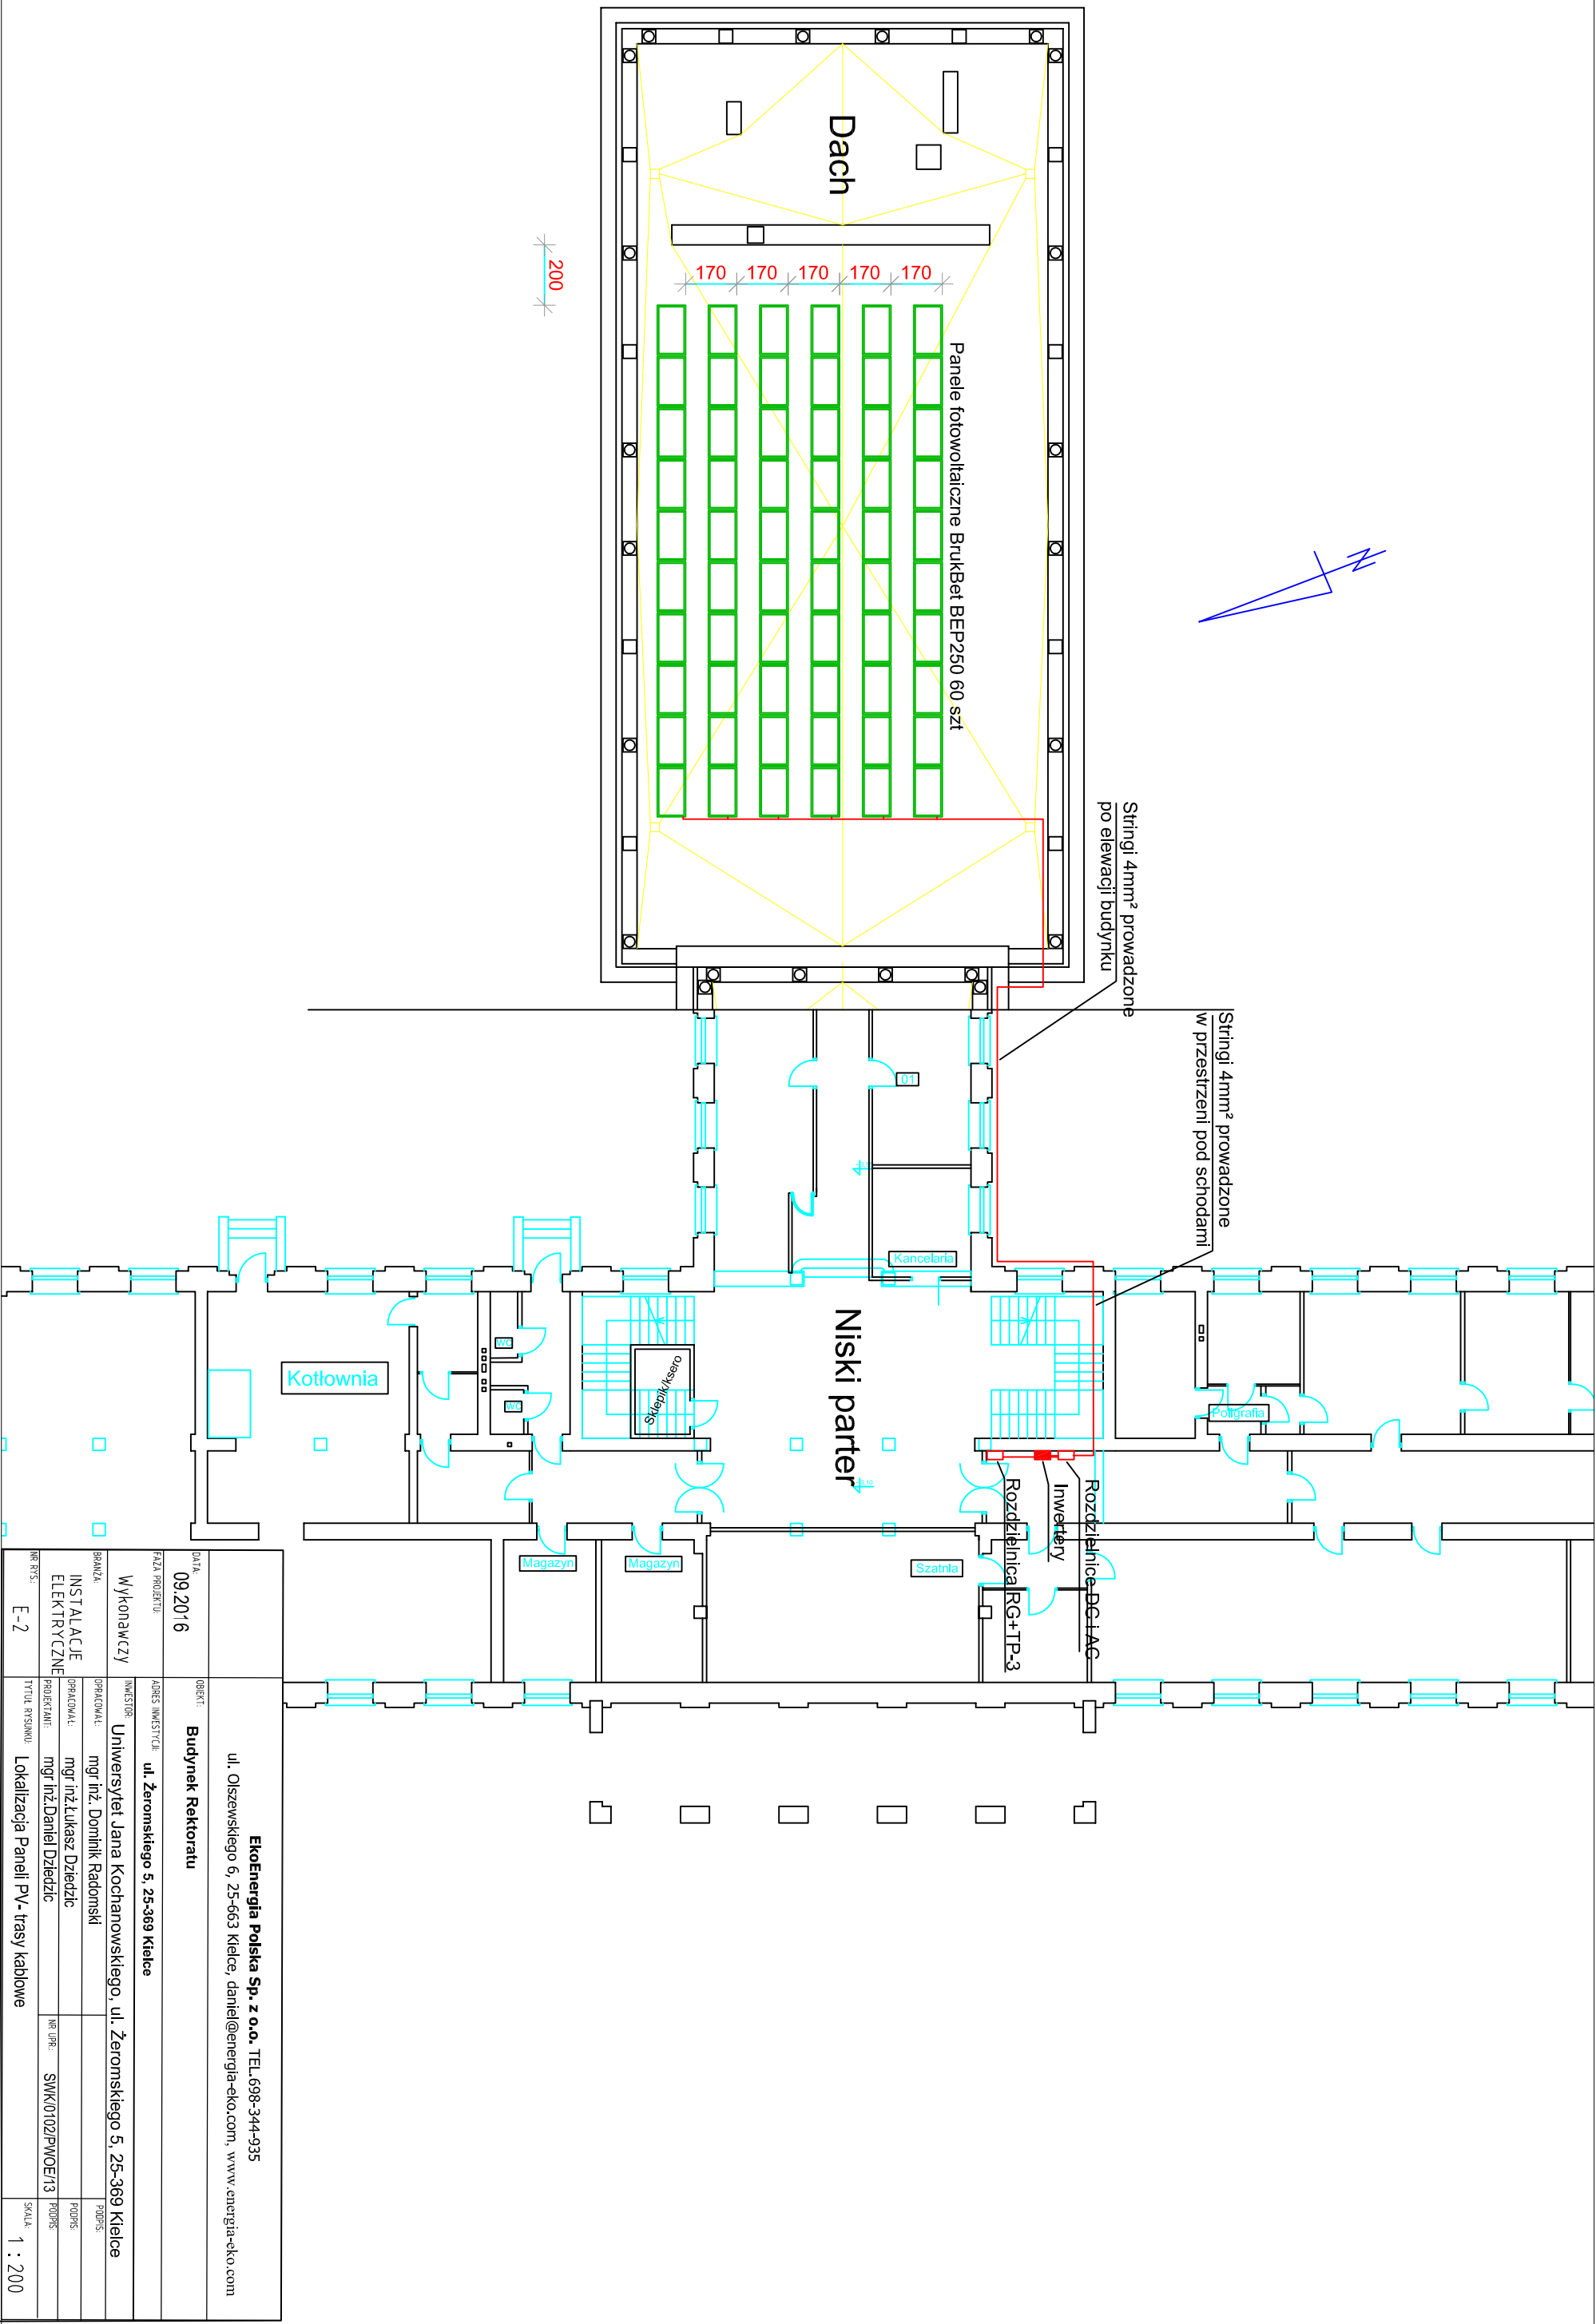 Dach
200
170
170
170
170
170
Panele fotowoltaiczne BrukBet BEP250 60 szt
N
Stringi 4mm² prowadzone
po elewacji budynku
Stringi 4mm² prowadzone
w przestrzeni pod schodami
01
Kancelaria
Niski parter
Kotłownia
WC
WC
Sklepik/ksero
Poligrafia
Magazyn
Magazyn
Szatnia
Rozdzielnice DC i AC
Inwertery
Rozdzielnica RG+TP-3
EkoEnergia Polska Sp. z o.o. TEL.698-344-935
ul. Olszewskiego 6, 25-663 Kielce, daniel@energia-eko.com, www.energia-eko.com
DATA:
09.2016
OBIEKT:
Budynek Rektoratu
FAZA PROJEKTU:
Wykonawczy
ADRES INWESTYCJI:
ul. Żeromskiego 5, 25-369 Kielce
INWESTOR:
Uniwersytet Jana Kochanowskiego, ul. Żeromskiego 5, 25-369 Kielce
BRANŻA:
INSTALACJE
ELEKTRYCZNE
OPRACOWAŁ:
mgr inż. Dominik Radomski
PODPIS:
OPRACOWAŁ:
mgr inż.Łukasz Dziedzic
PODPIS:
PROJEKTANT:
mgr inż.Daniel Dziedzic
NR UPR.:
SWK/0102/PWOE/13
PODPIS:
NR RYS.:
E-2
TYTUŁ RYSUNKU:
Lokalizacja Paneli PV- trasy kablowe
SKALA:
1 : 200